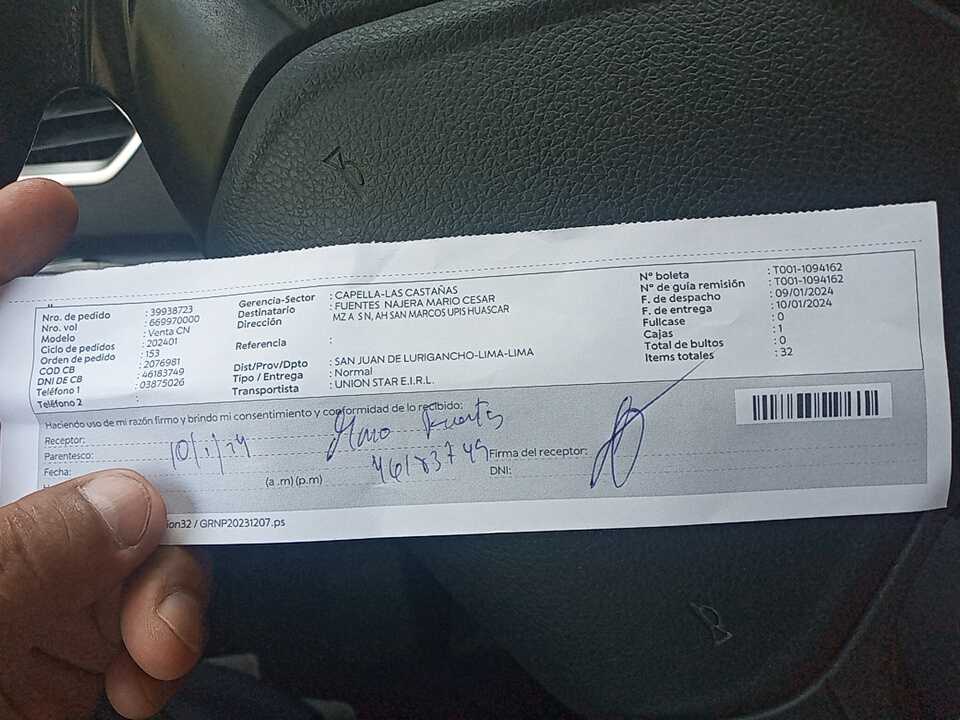 Nro. de pedido : 39938723
Nro. vol : 669970000
Modelo : Venta CN
Ciclo de pedidos : 202401
Orden de pedido : 153
COD CB : 2076981
DNI DE CB : 46183749
Teléfono 1 : 03875026
Teléfono 2 :
Gerencia-Sector : CAPELLA-LAS CASTAÑAS
Destinatario : FUENTES NAJERA MARIO CESAR
Dirección : MZ A S N, AH SAN MARCOS UPIS HUASCAR
Referencia :
Dist/Prov/Dpto : SAN JUAN DE LURIGANCHO-LIMA-LIMA
Tipo / Entrega : Normal
Transportista : UNION STAR E.I.R.L.
N° boleta : T001-1094162
N° de guía remisión : T001-1094162
F. de despacho : 09/01/2024
F. de entrega : 10/01/2024
Fullcase : 0
Cajas : 1
Total de bultos : 0
Items totales : 32
Haciendo uso de mi razón firmo y brindo mi consentimiento y conformidad de lo recibido:
Receptor: Fuentes
Parentesco: 46183749 Firma del receptor:
Fecha: 10/1/24 DNI:
(a .m) (p.m)
ion32 / GRNP20231207.ps